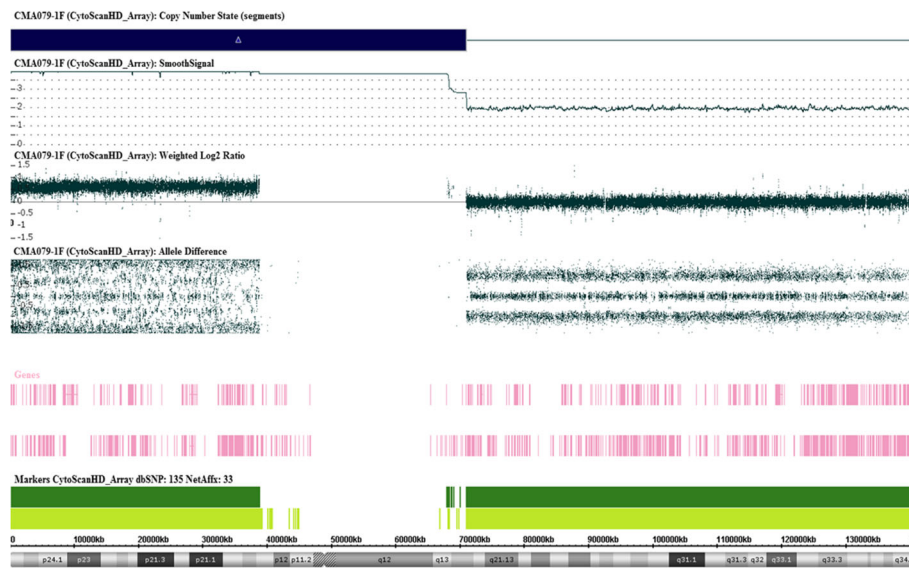 CMA079-1F (CytoScanHD_Array): Copy Number State (segments)
CMA079-1F (CytoScanHD_Array): SmoothSignal
3
2
1
0
CMA079-1F (CytoScanHD_Array): Weighted Log2 Ratio
1.5
0
-0.5
-1
-1.5
CMA079-1F (CytoScanHD_Array): Allele Difference
Genes
Markers CytoScanHD_Array dbSNP: 135 NetAffx: 33
0 10000kb 20000kb 30000kb 40000kb 50000kb 60000kb 70000kb 80000kb 90000kb 100000kb 110000kb 120000kb 130000kb
p24.1 p23 p21.3 p21.1 p12 p11.2 q12 q13 q21.13 q31.1 q31.3 q32 q33.1 q33.3 q34.